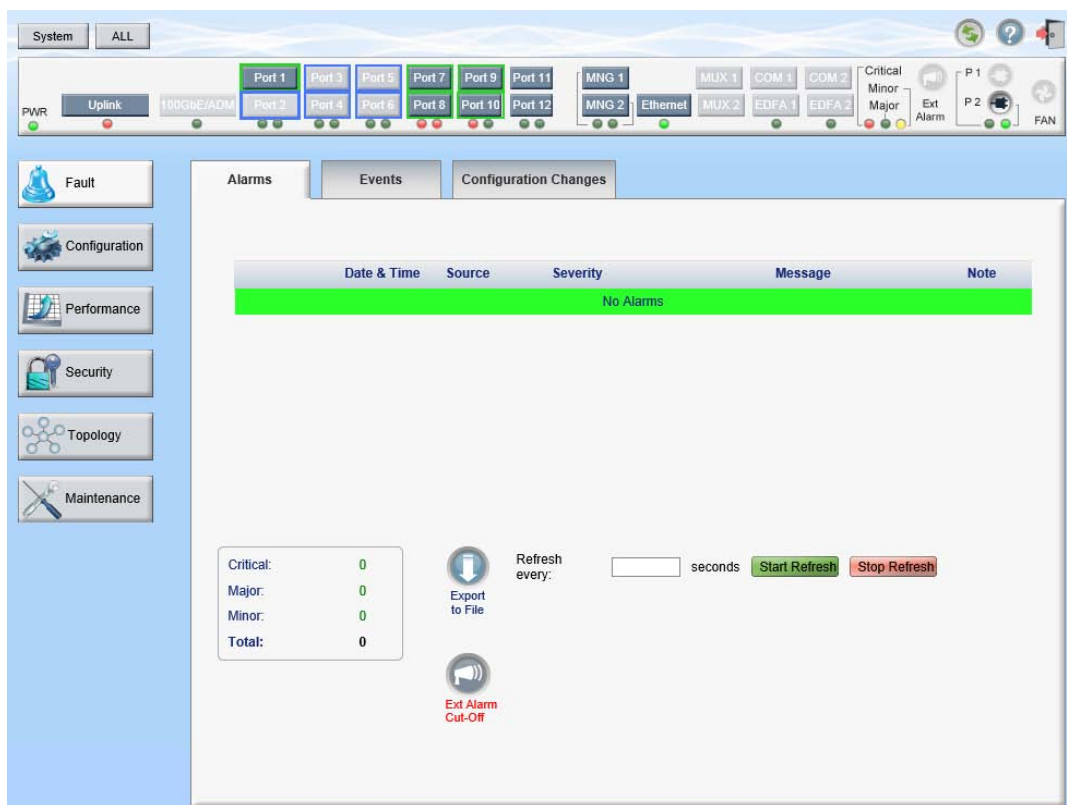 System ALL
Port 1 Port 3 Port 5 Port 7 Port 9 Port 11 MNG 1 MUX 1 COM 1 COM 2 Critical P 1
Minor
PWR Uplink 100GbE/ADM Port 2 Port 4 Port 6 Port 8 Port 10 Port 12 MNG 2 Ethernet MUX 2 EDFA 1 EDFA 2 Major Ext Alarm P 2 FAN
Fault
Configuration
Performance
Security
Topology
Maintenance
Alarms Events Configuration Changes
Date & Time Source Severity Message Note
No Alarms
Critical: 0
Major: 0
Minor: 0
Total: 0
Export
to File
Ext Alarm
Cut-Off
Refresh
every: seconds Start Refresh Stop Refresh